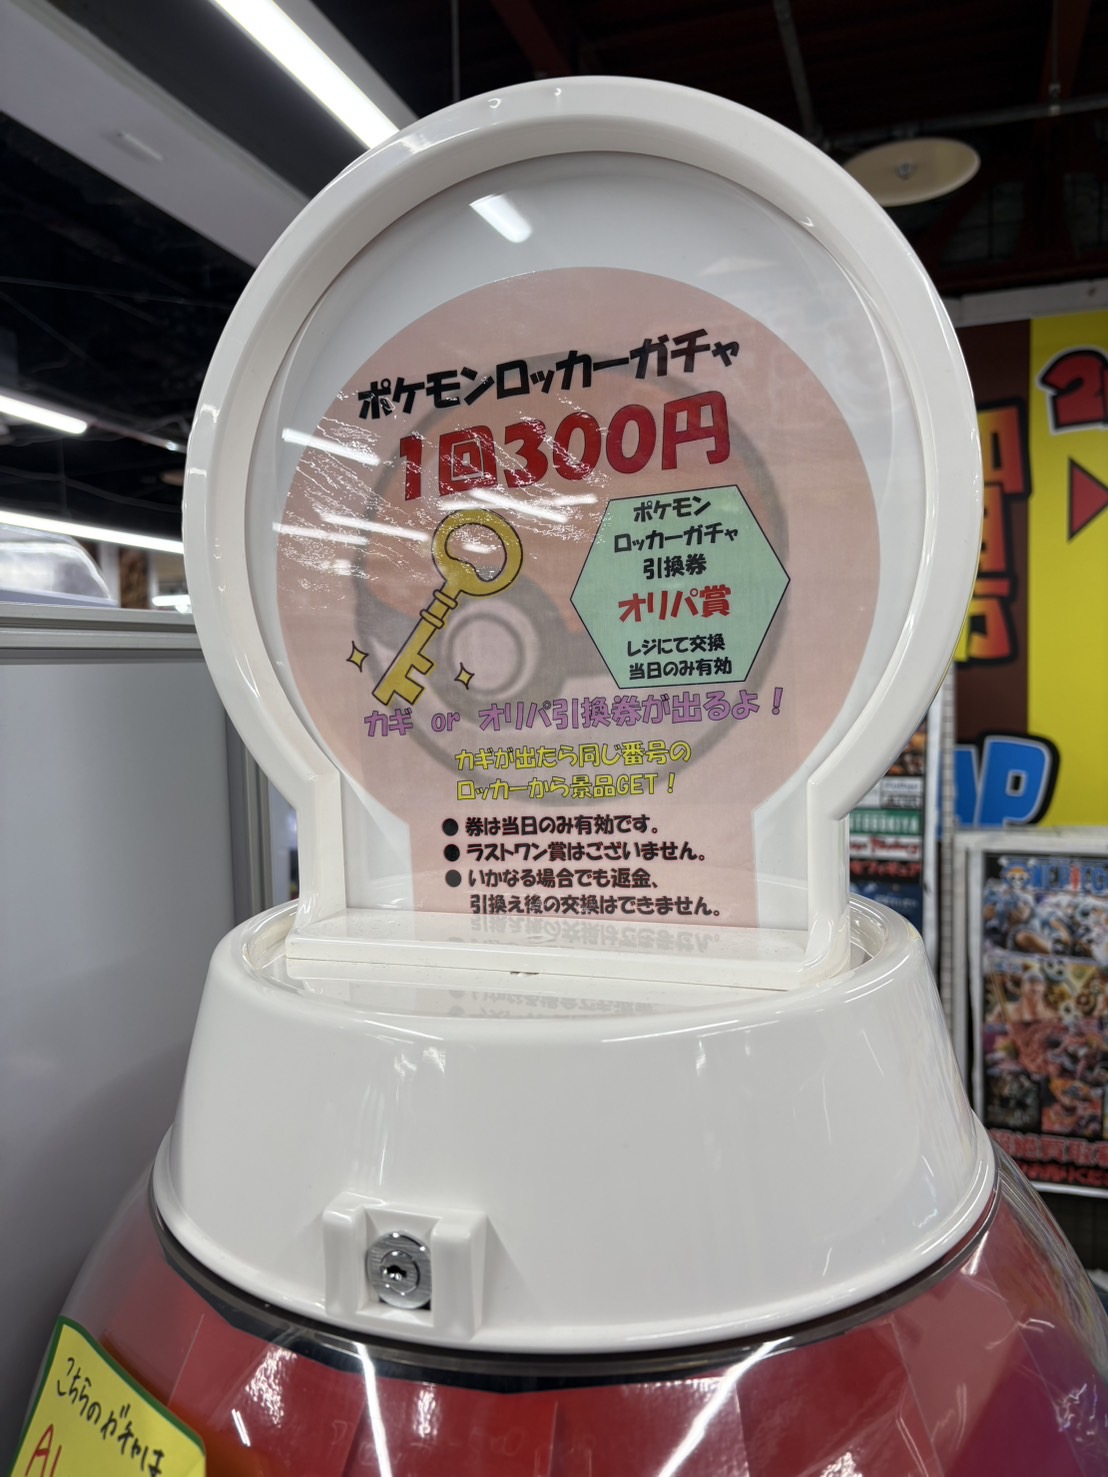 ポケモンロッカーガチャ
1回300円
ポケモン
ロッカーガチャ
引換券
オリパ賞
レジにて交換
当日のみ有効
カギ or オリパ引換券が出るよ！
カギが出たら同じ番号の
ロッカーから景品GET！
●券は当日のみ有効です。
●ラストワン賞はございません。
●いかなる場合でも返金、
引換え後の交換はできません。
こちらのガチャは